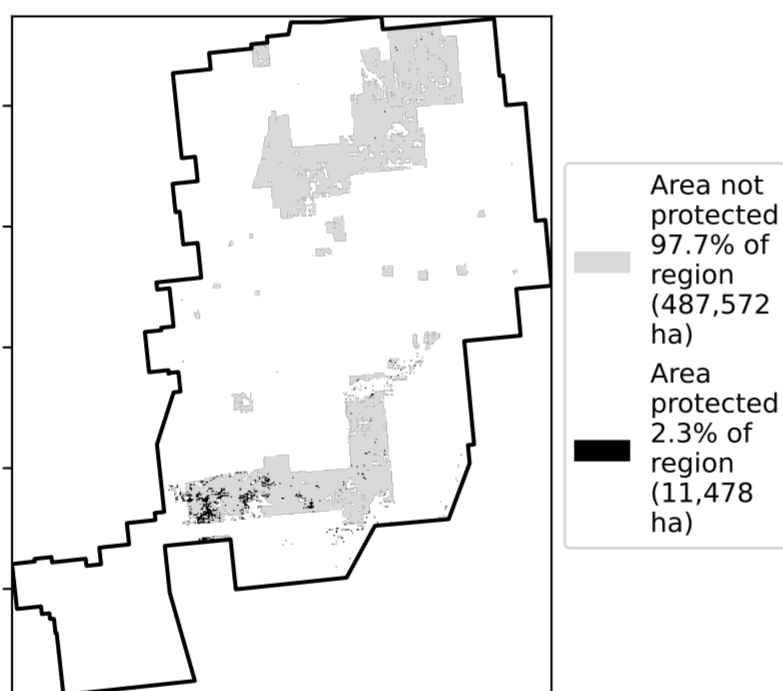 Area not
protected
97.7% of
region
(487,572
ha)
Area
protected
2.3% of
region
(11,478
ha)